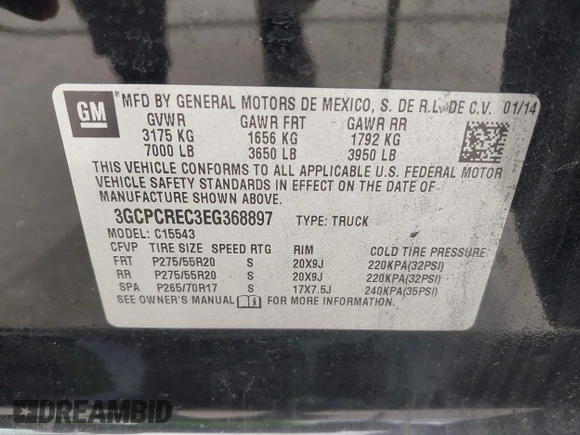 GM
MFD BY GENERAL MOTORS DE MEXICO, S. DE R.L. DE C.V. 01/14
GVWR GAWR FRT GAWR RR
3175 KG 1656 KG 1792 KG
7000 LB 3650 LB 3950 LB
THIS VEHICLE CONFORMS TO ALL APPLICABLE U.S. FEDERAL MOTOR
VEHICLE SAFETY STANDARDS IN EFFECT ON THE DATE OF
MANUFACTURE SHOWN ABOVE.
3GCPCREC3EG368897 TYPE: TRUCK
MODEL: C15543
CFVP TIRE SIZE SPEED RTG RIM COLD TIRE PRESSURE
FRT P275/55R20 S 20X9J 220KPA(32PSI)
RR P275/55R20 S 20X9J 220KPA(32PSI)
SPA P265/70R17 S 17X7.5J 240KPA(35PSI)
SEE OWNER'S MANUAL i FOR MORE INFORMATION
DREAMBID